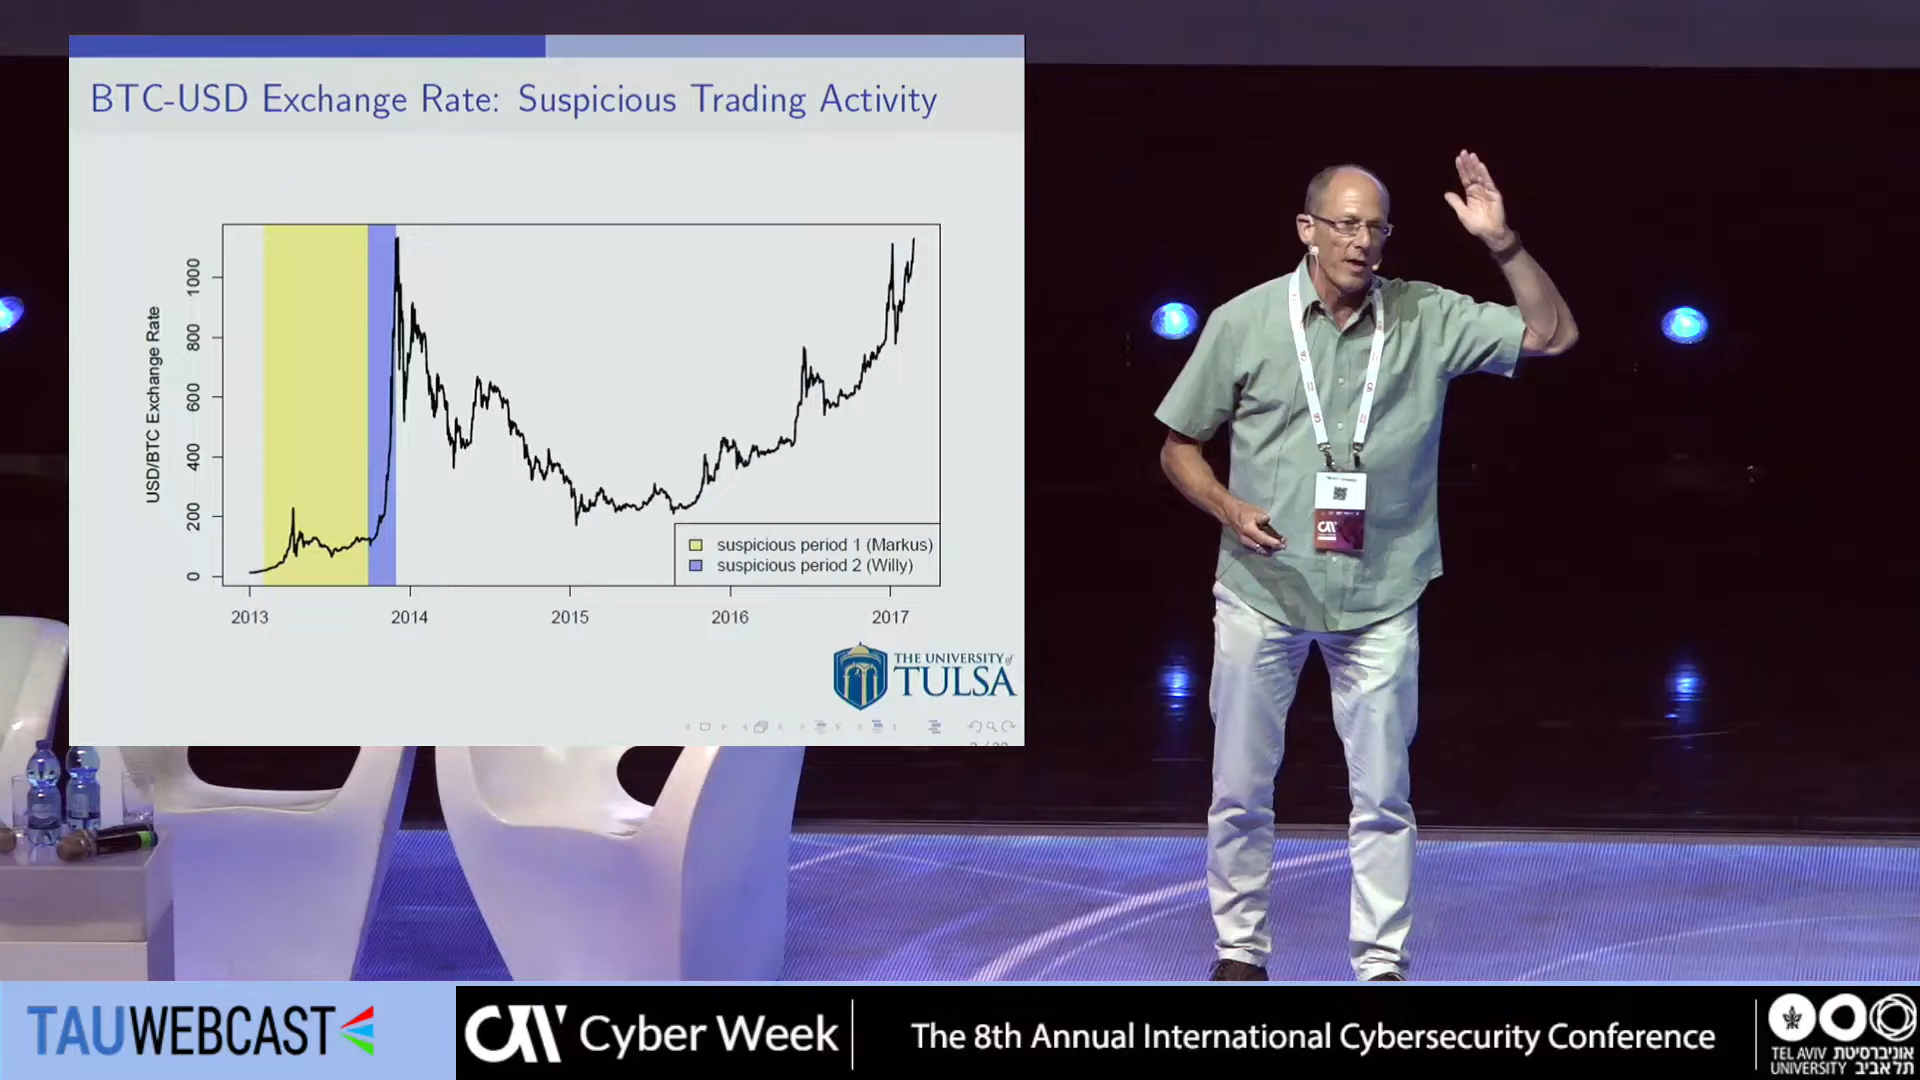 BTC-USD Exchange Rate: Suspicious Trading Activity
USD/BTC Exchange Rate
1000
800
600
400
200
0
suspicious period 1 (Markus)
suspicious period 2 (Willy)
2013 2014 2015 2016 2017
THE UNIVERSITY of
TULSA
TAUWEBCAST
Cyber Week
The 8th Annual International Cybersecurity Conference
TEL AVIV אוניברסיטת
UNIVERSITY תל אביב